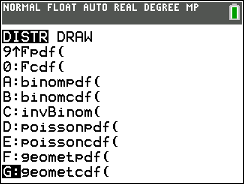 NORMAL FLOAT AUTO REAL DEGREE MP
DISTR DRAW
9↑Fpdf(
0:Fcdf(
A:binompdf(
B:binomcdf(
C:invBinom(
D:poissonpdf(
E:poissoncdf(
F:geometpdf(
G:geometcdf(